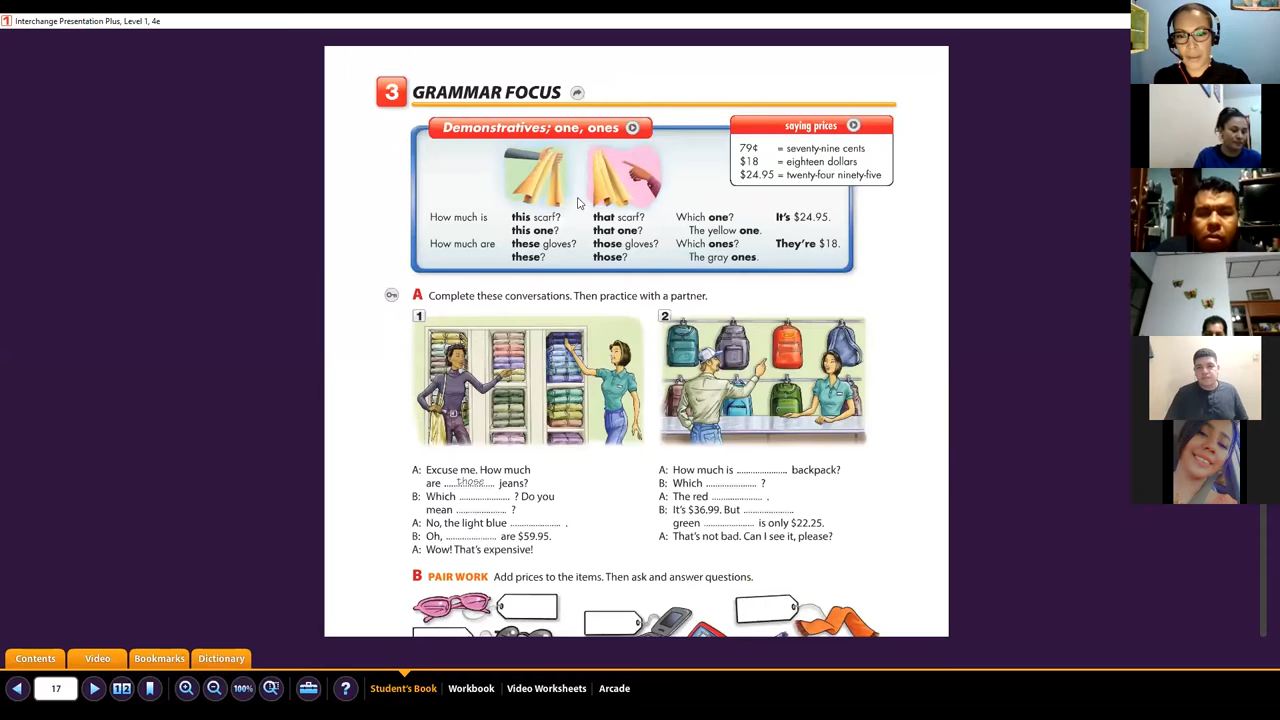 Interchange Presentation Plus, Level 1, 4e
3 GRAMMAR FOCUS
Demonstratives; one, ones
saying prices
79¢ = seventy-nine cents
$18 = eighteen dollars
$24.95 = twenty-four ninety-five
How much is this scarf? that scarf? Which one? It's $24.95.
this one? that one? The yellow one.
How much are these gloves? those gloves? Which ones? They're $18.
these? those? The gray ones.
A Complete these conversations. Then practice with a partner.
1
2
A: Excuse me. How much
are ....those.... jeans?
B: Which .................... ? Do you
mean .................... ?
A: No, the light blue .................... .
B: Oh, .................... are $59.95.
A: Wow! That's expensive!
A: How much is .................... backpack?
B: Which .................... ?
A: The red .................... .
B: It's $36.99. But ....................
green .................... is only $22.25.
A: That's not bad. Can I see it, please?
B PAIR WORK Add prices to the items. Then ask and answer questions.
Contents Video Bookmarks Dictionary
17 12 100% ? Student's Book Workbook Video Worksheets Arcade